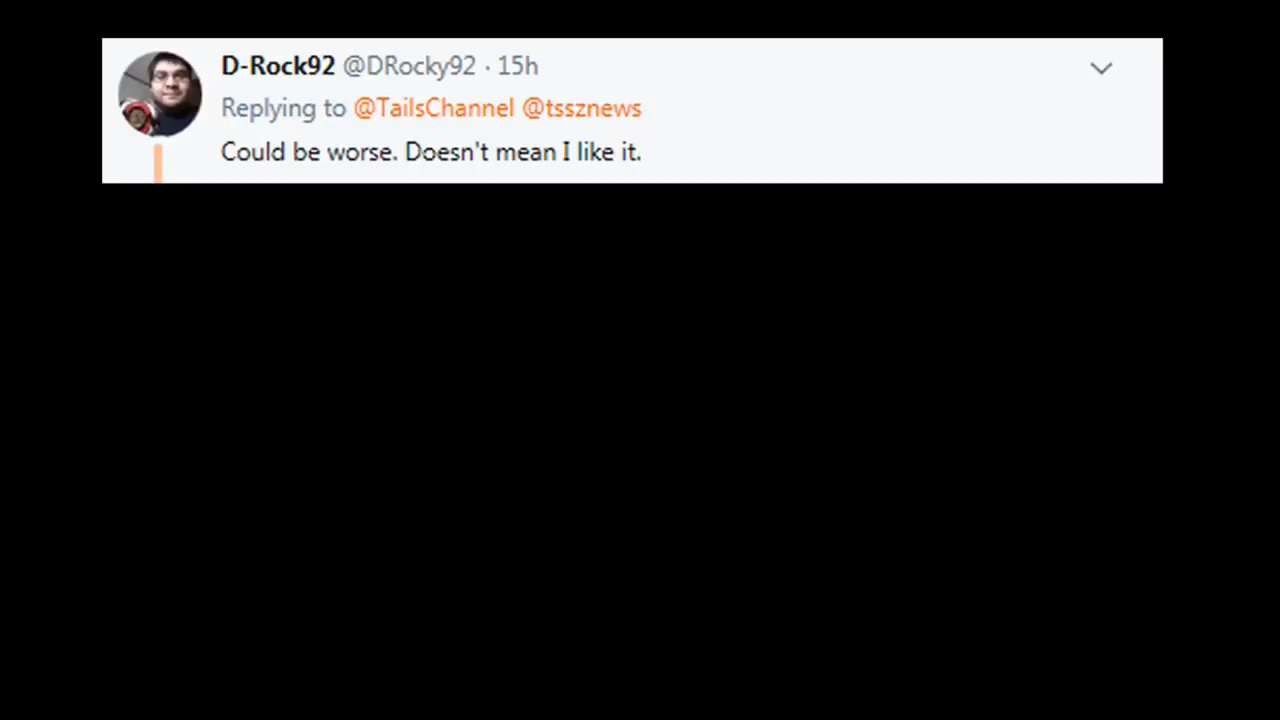 D-Rock92 @DRocky92 · 15h
Replying to @TailsChannel @tssznews
Could be worse. Doesn't mean I like it.